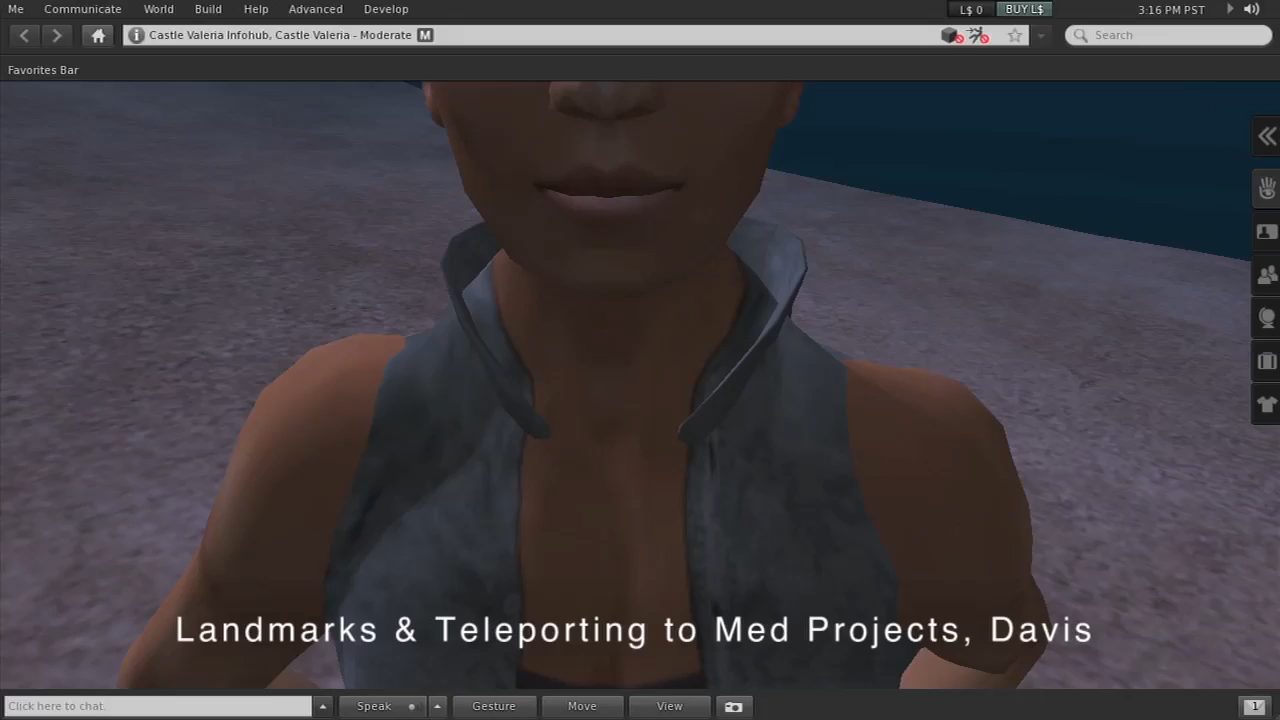 Me Communicate World Build Help Advanced Develop L$ 0 BUY L$ 3:16 PM PST
Castle Valeria Infohub, Castle Valeria - Moderate M Search
Favorites Bar
Landmarks & Teleporting to Med Projects, Davis
Click here to chat. Speak Gesture Move View 1